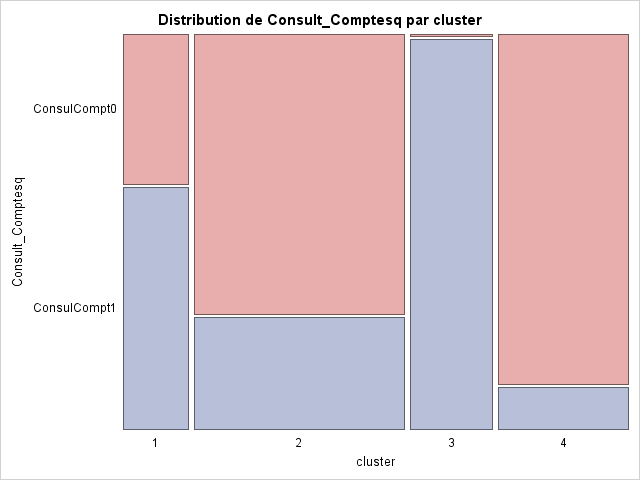 Distribution de Consult_Comptesq par cluster
ConsulCompt0
Consult_Comptesq
ConsulCompt1
1 2 3 4
cluster